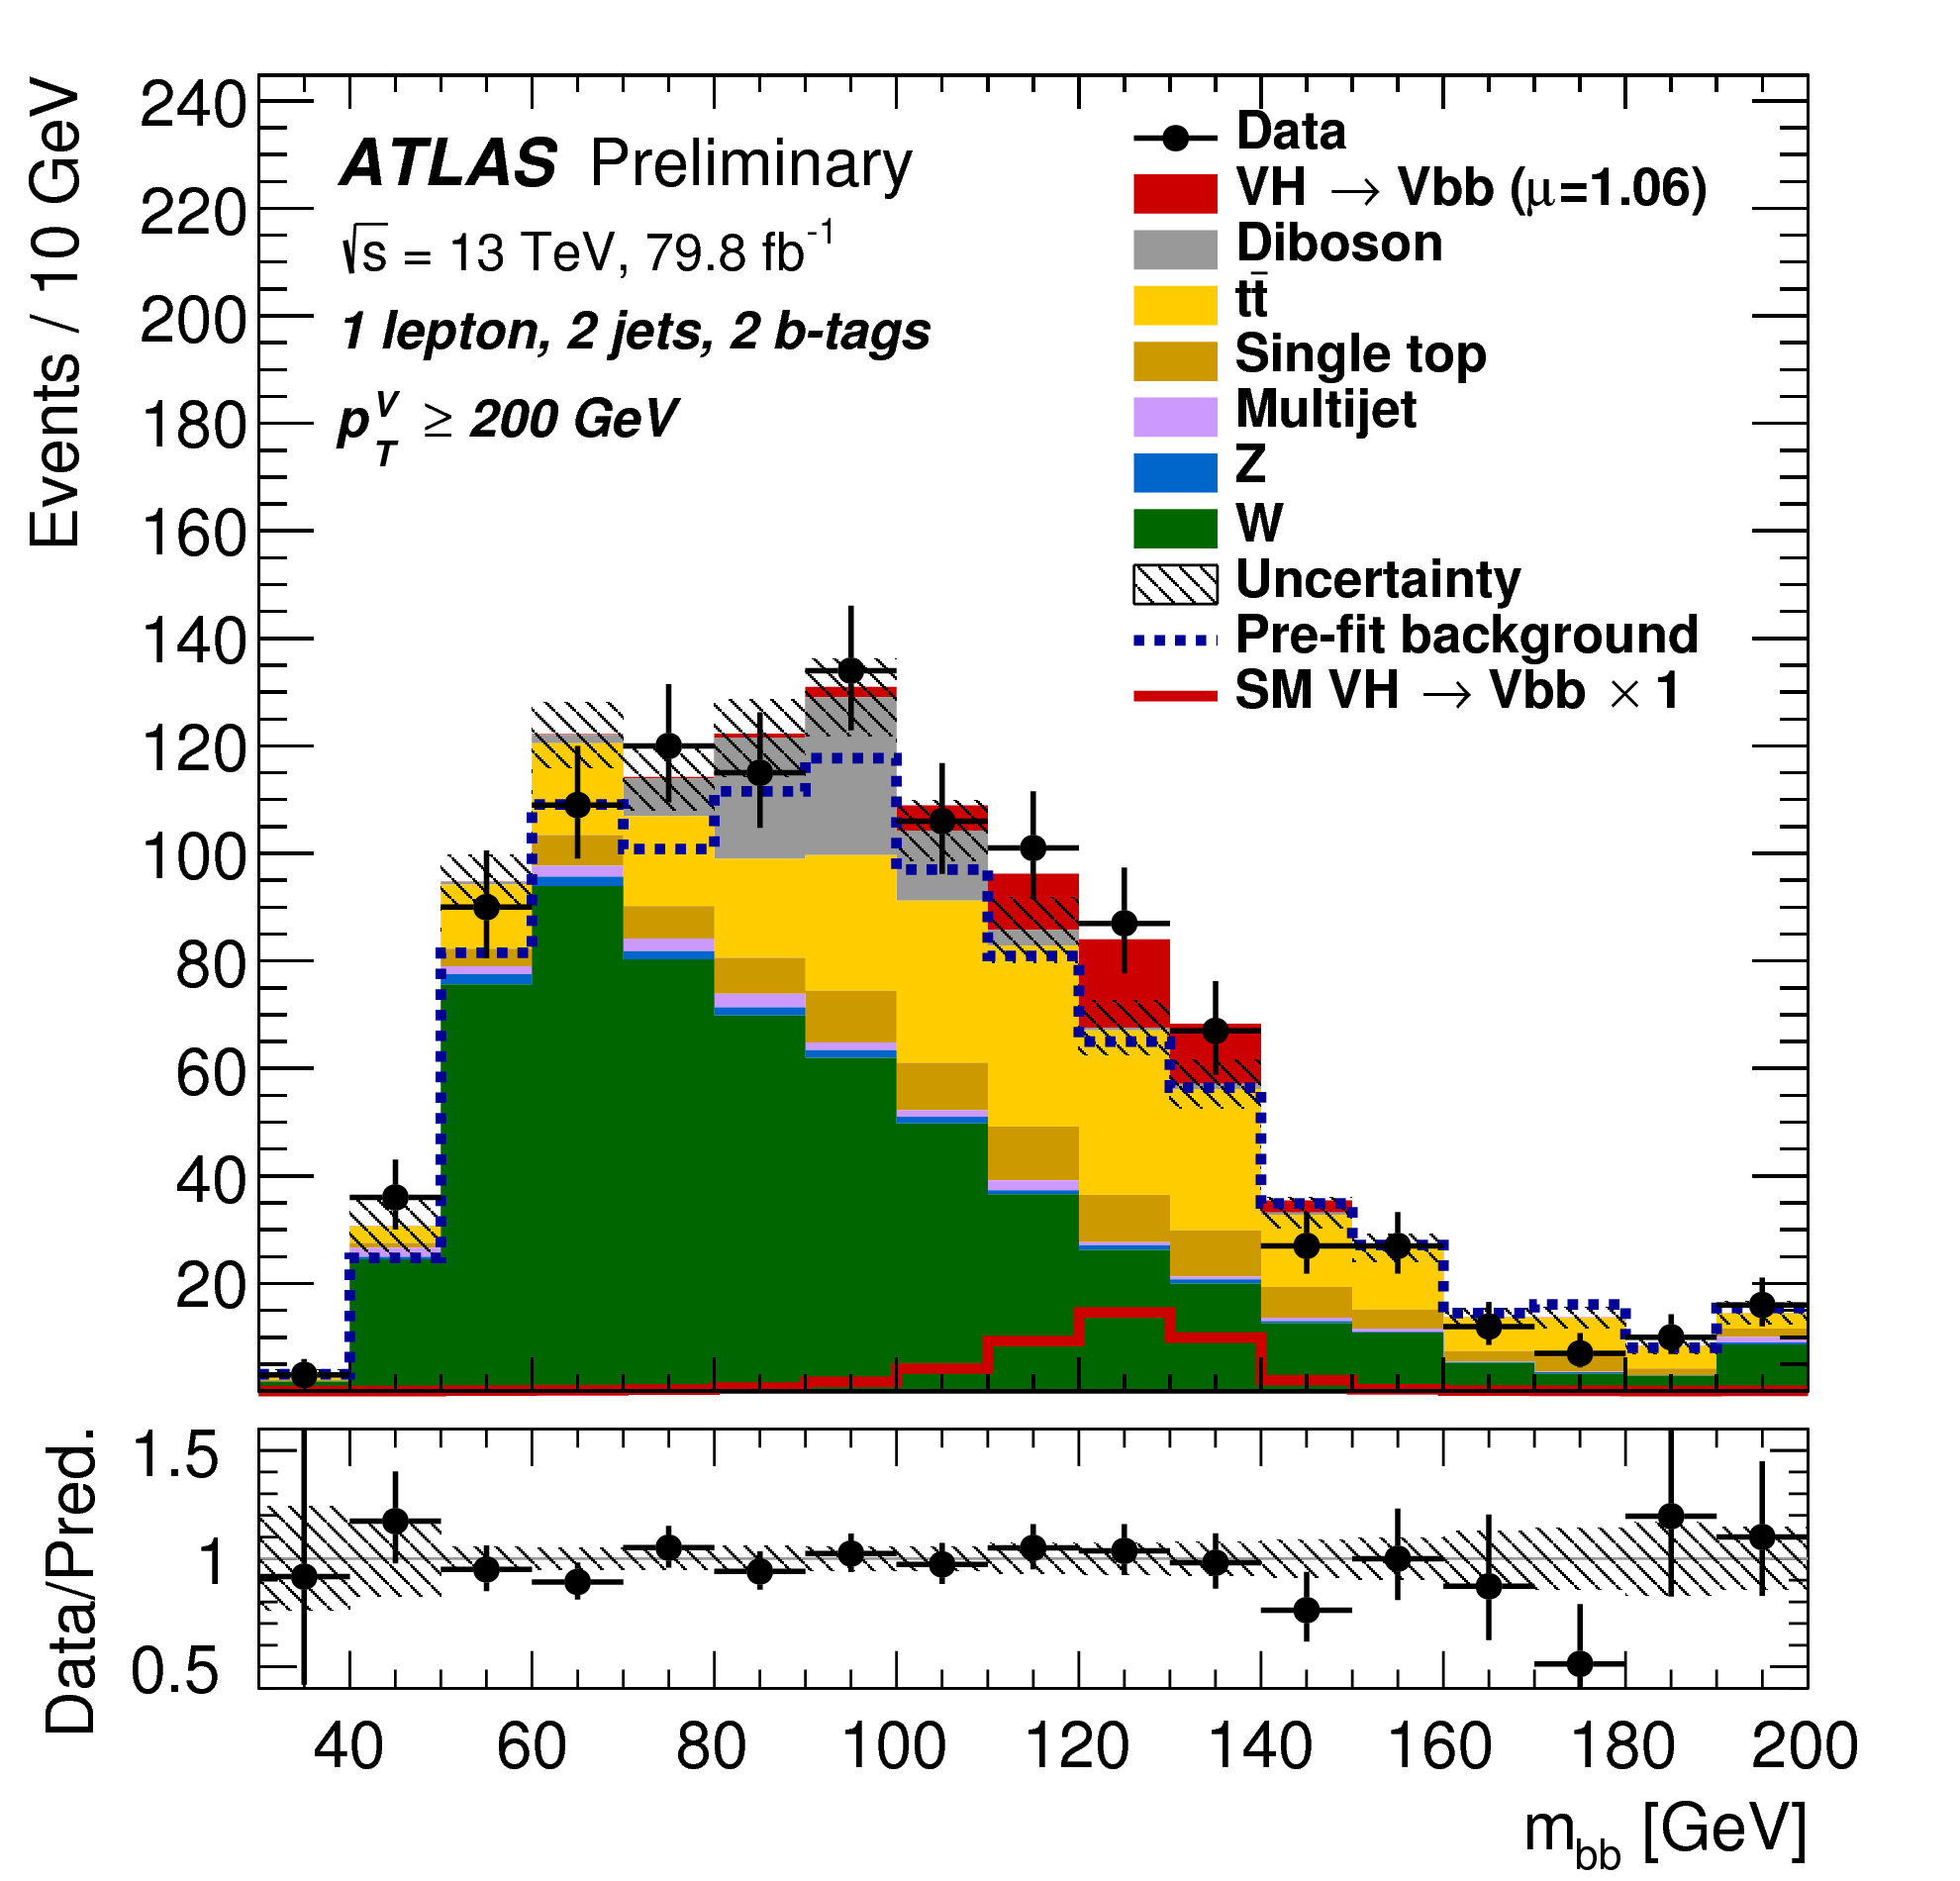 Events / 10 GeV
240
220
200
180
160
140
120
100
80
60
40
20
ATLAS Preliminary
√s = 13 TeV, 79.8 fb⁻¹
1 lepton, 2 jets, 2 b-tags
p_T^V ≥ 200 GeV
Data
VH → Vbb (μ=1.06)
Diboson
tt̄
Single top
Multijet
Z
W
Uncertainty
Pre-fit background
SM VH → Vbb × 1
Data/Pred.
1.5
1
0.5
40 60 80 100 120 140 160 180 200
m_bb [GeV]